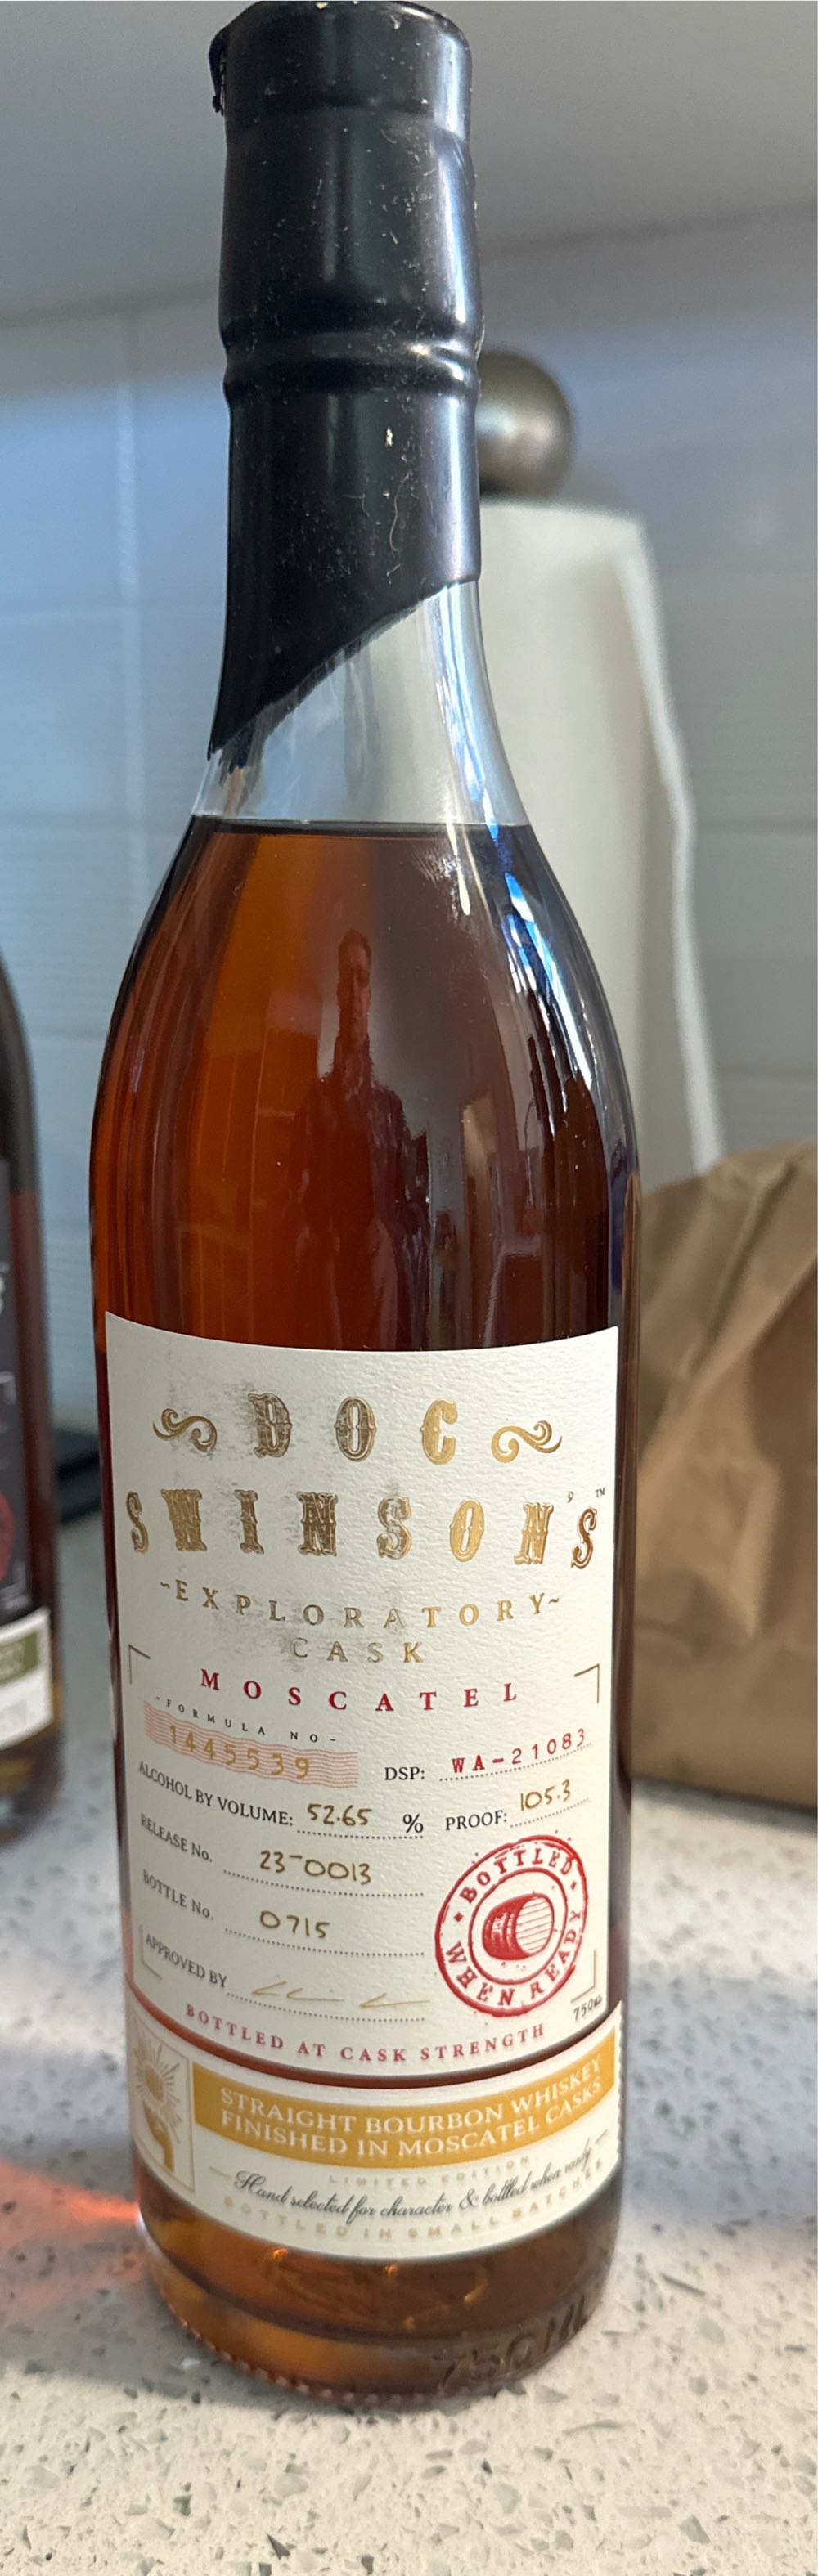 DOC
SWINSON'S™
~EXPLORATORY~
CASK
MOSCATEL
-FORMULA NO-
1445539
DSP: WA-21083
ALCOHOL BY VOLUME: 52.65 % PROOF: 105.3
RELEASE No. 23-0013
BOTTLE No. 0715
APPROVED BY
BOTTLED
WHEN READY
750ML
BOTTLED AT CASK STRENGTH
STRAIGHT BOURBON WHISKEY
FINISHED IN MOSCATEL CASKS
LIMITED EDITION
Hand selected for character & bottled when ready
BOTTLED IN SMALL BATCHES
750 ML